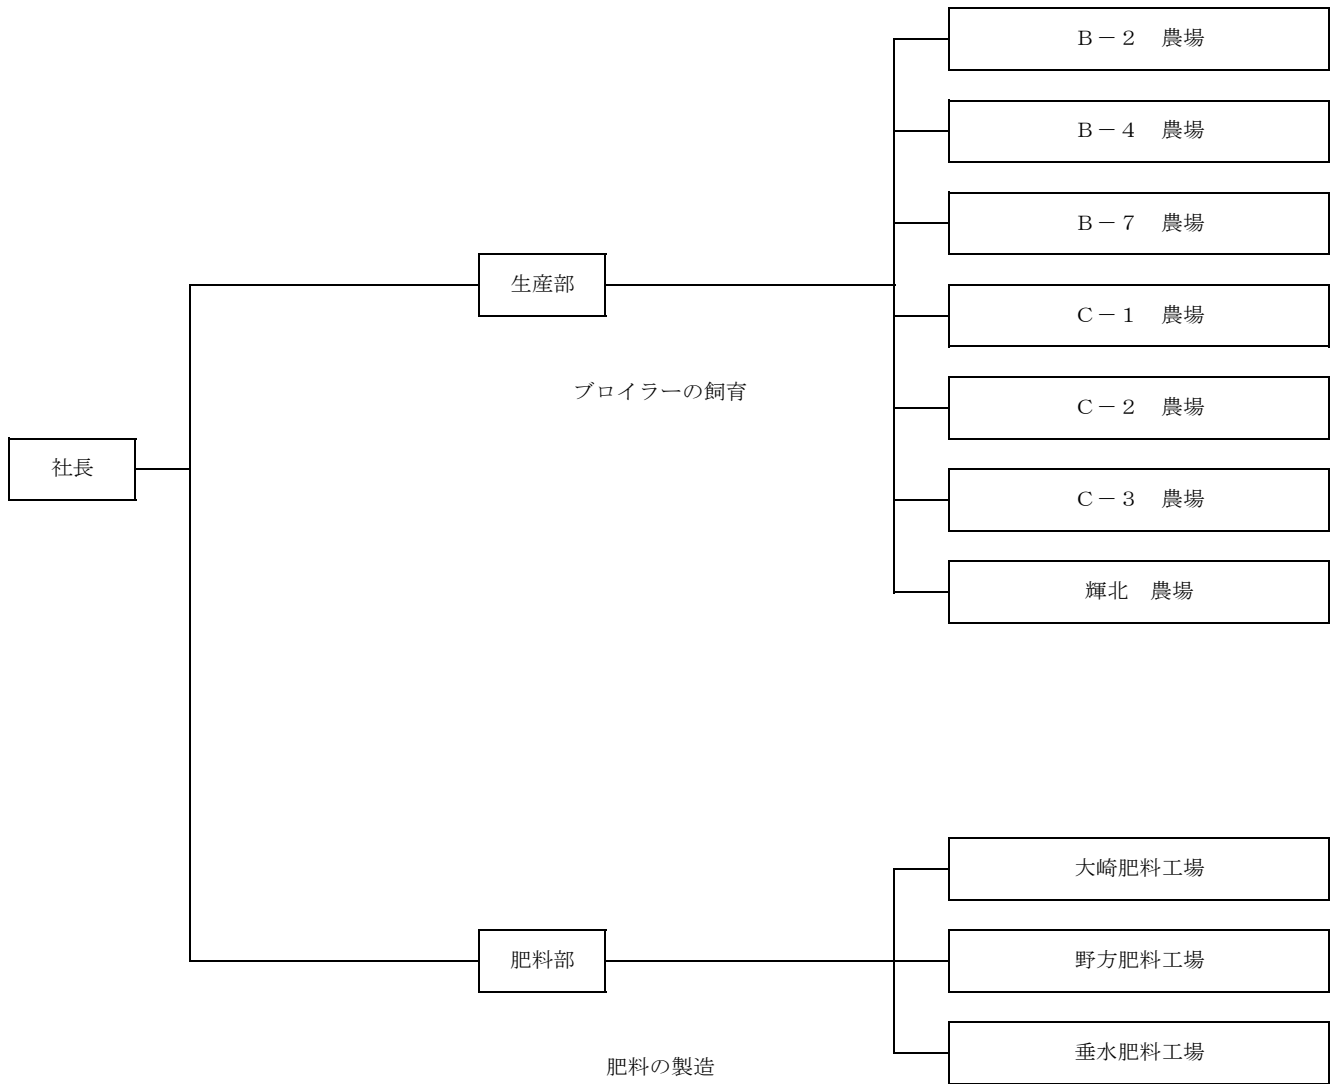 B－2　農場
B－4　農場
B－7　農場
生産部
C－1　農場
ブロイラーの飼育
C－2　農場
社長
C－3　農場
輝北　農場
大崎肥料工場
肥料部
野方肥料工場
肥料の製造
垂水肥料工場